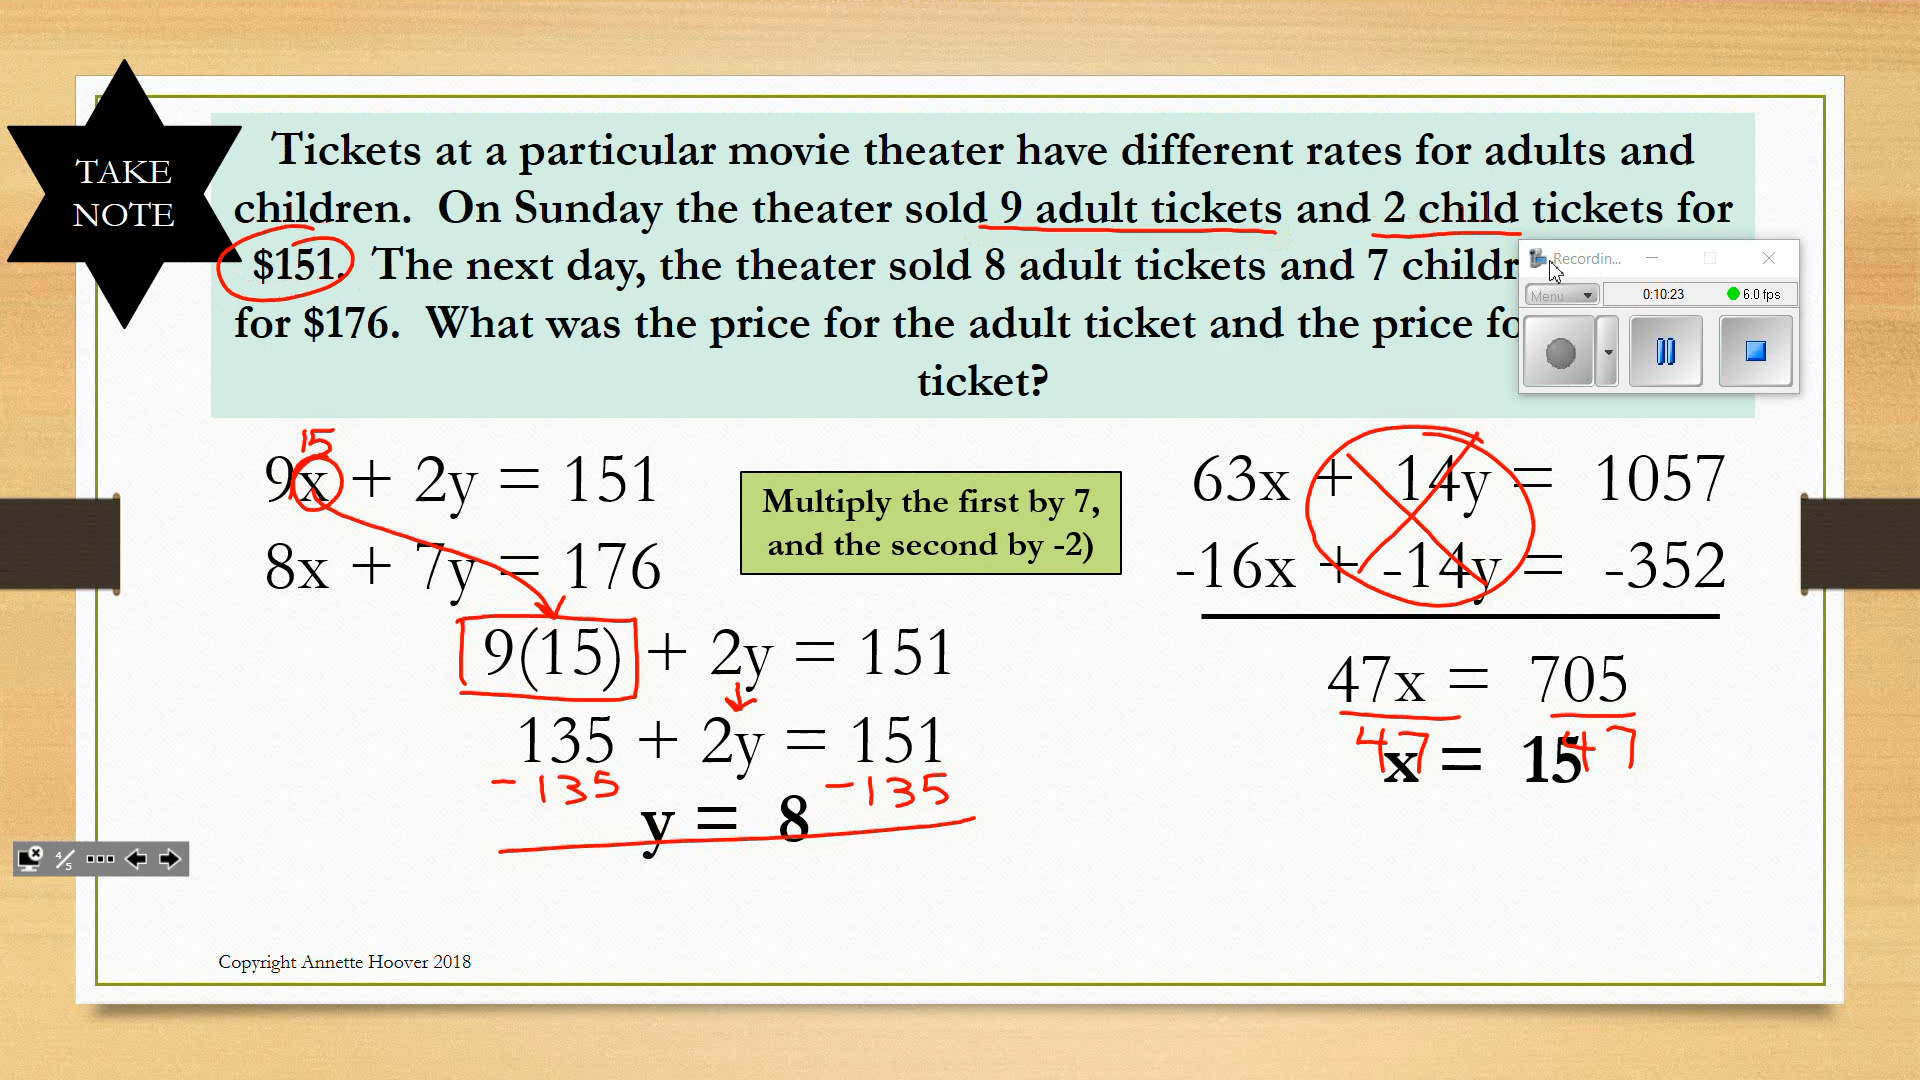 TAKE
NOTE
Tickets at a particular movie theater have different rates for adults and
children. On Sunday the theater sold 9 adult tickets and 2 child tickets for
$151. The next day, the theater sold 8 adult tickets and 7 childr
for $176. What was the price for the adult ticket and the price fo
ticket?
Recordin...
Menu
0:10:23
6.0 fps
15
9x + 2y = 151
8x + 7y = 176
Multiply the first by 7,
and the second by -2)
63x + 14y = 1057
-16x + -14y = -352
9(15) + 2y = 151
135 + 2y = 151
-135 -135
y = 8
47x = 705
47 47
x = 15
4/5
Copyright Annette Hoover 2018